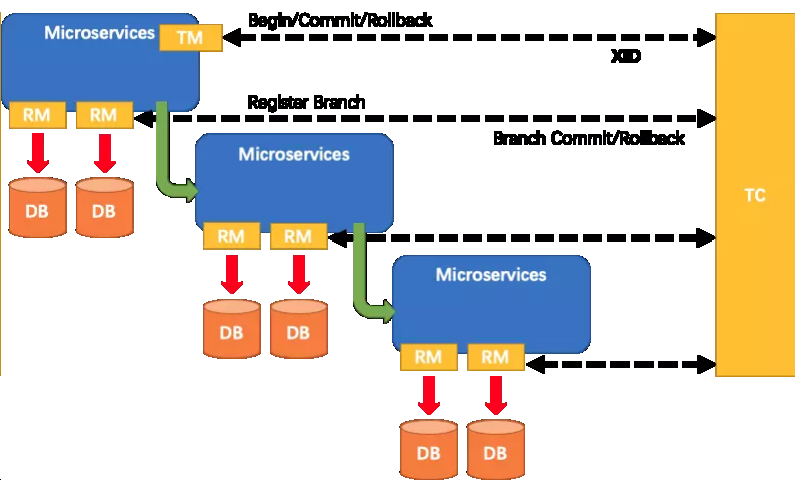 Begin/Commit/Rollback
Microservices
TM
XID
RM
RM
Register Branch
Branch Commit/Rollback
Microservices
TC
DB
DB
RM
RM
Microservices
DB
DB
RM
RM
DB
DB